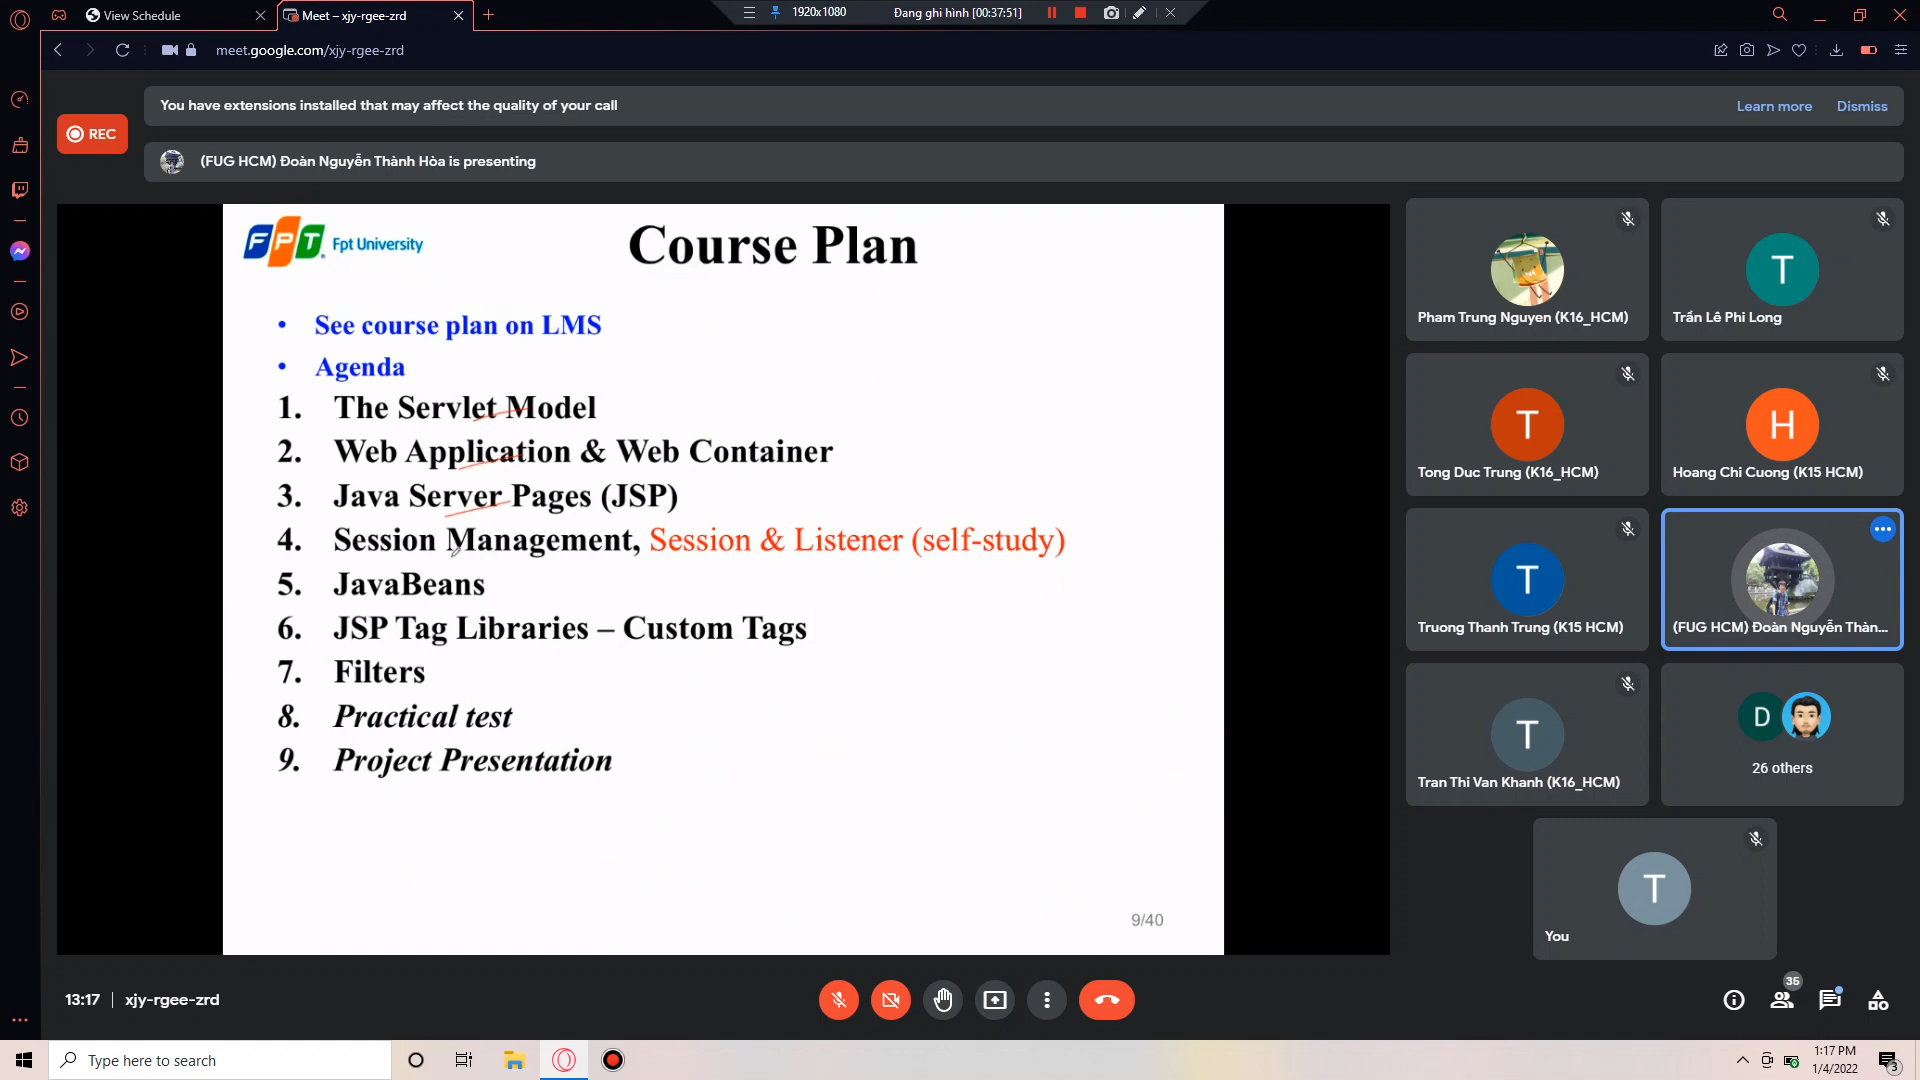 View Schedule
Meet – xjy-rgee-zrd
1920x1080
Đang ghi hình [00:37:51]
meet.google.com/xjy-rgee-zrd
You have extensions installed that may affect the quality of your call
Learn more
Dismiss
REC
(FUG HCM) Đoàn Nguyễn Thành Hòa is presenting
FPT Fpt University
Course Plan
• See course plan on LMS
• Agenda
1. The Servlet Model
2. Web Application & Web Container
3. Java Server Pages (JSP)
4. Session Management, Session & Listener (self-study)
5. JavaBeans
6. JSP Tag Libraries – Custom Tags
7. Filters
8. Practical test
9. Project Presentation
9/40
Pham Trung Nguyen (K16_HCM)
T
Trần Lê Phi Long
T
Tong Duc Trung (K16_HCM)
H
Hoang Chi Cuong (K15 HCM)
T
Truong Thanh Trung (K15 HCM)
(FUG HCM) Đoàn Nguyễn Thàn...
T
Tran Thi Van Khanh (K16_HCM)
D
26 others
T
You
13:17 | xjy-rgee-zrd
35
Type here to search
1:17 PM
1/4/2022
3